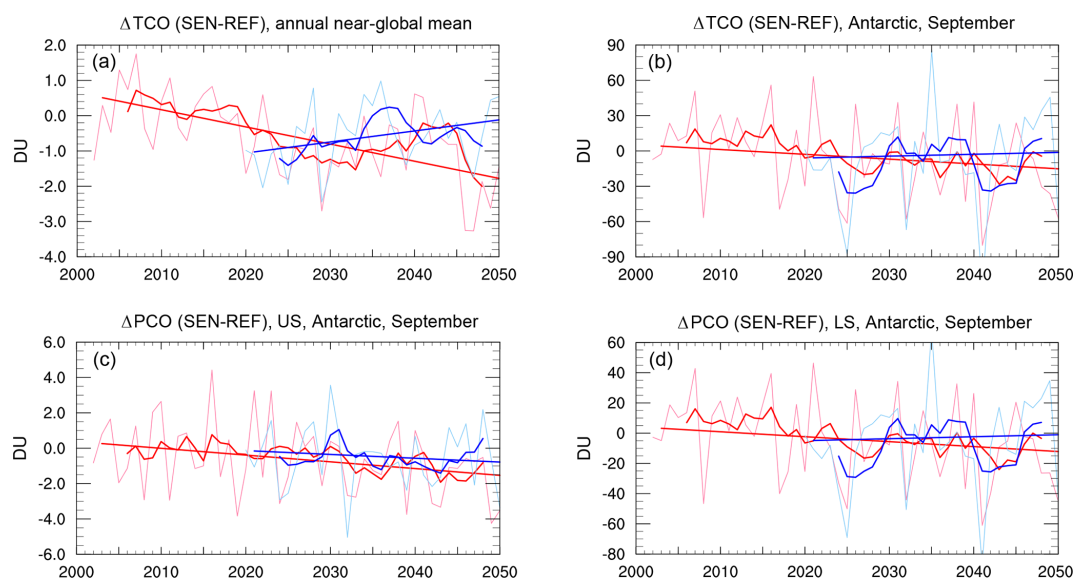 ΔTCO (SEN-REF), annual near-global mean
(a)
DU
2.0
1.0
0.0
-1.0
-2.0
-3.0
-4.0
2000 2010 2020 2030 2040 2050
ΔTCO (SEN-REF), Antarctic, September
(b)
DU
90
60
30
0
-30
-60
-90
2000 2010 2020 2030 2040 2050
ΔPCO (SEN-REF), US, Antarctic, September
(c)
DU
6.0
4.0
2.0
0.0
-2.0
-4.0
-6.0
2000 2010 2020 2030 2040 2050
ΔPCO (SEN-REF), LS, Antarctic, September
(d)
DU
60
40
20
0
-20
-40
-60
-80
2000 2010 2020 2030 2040 2050